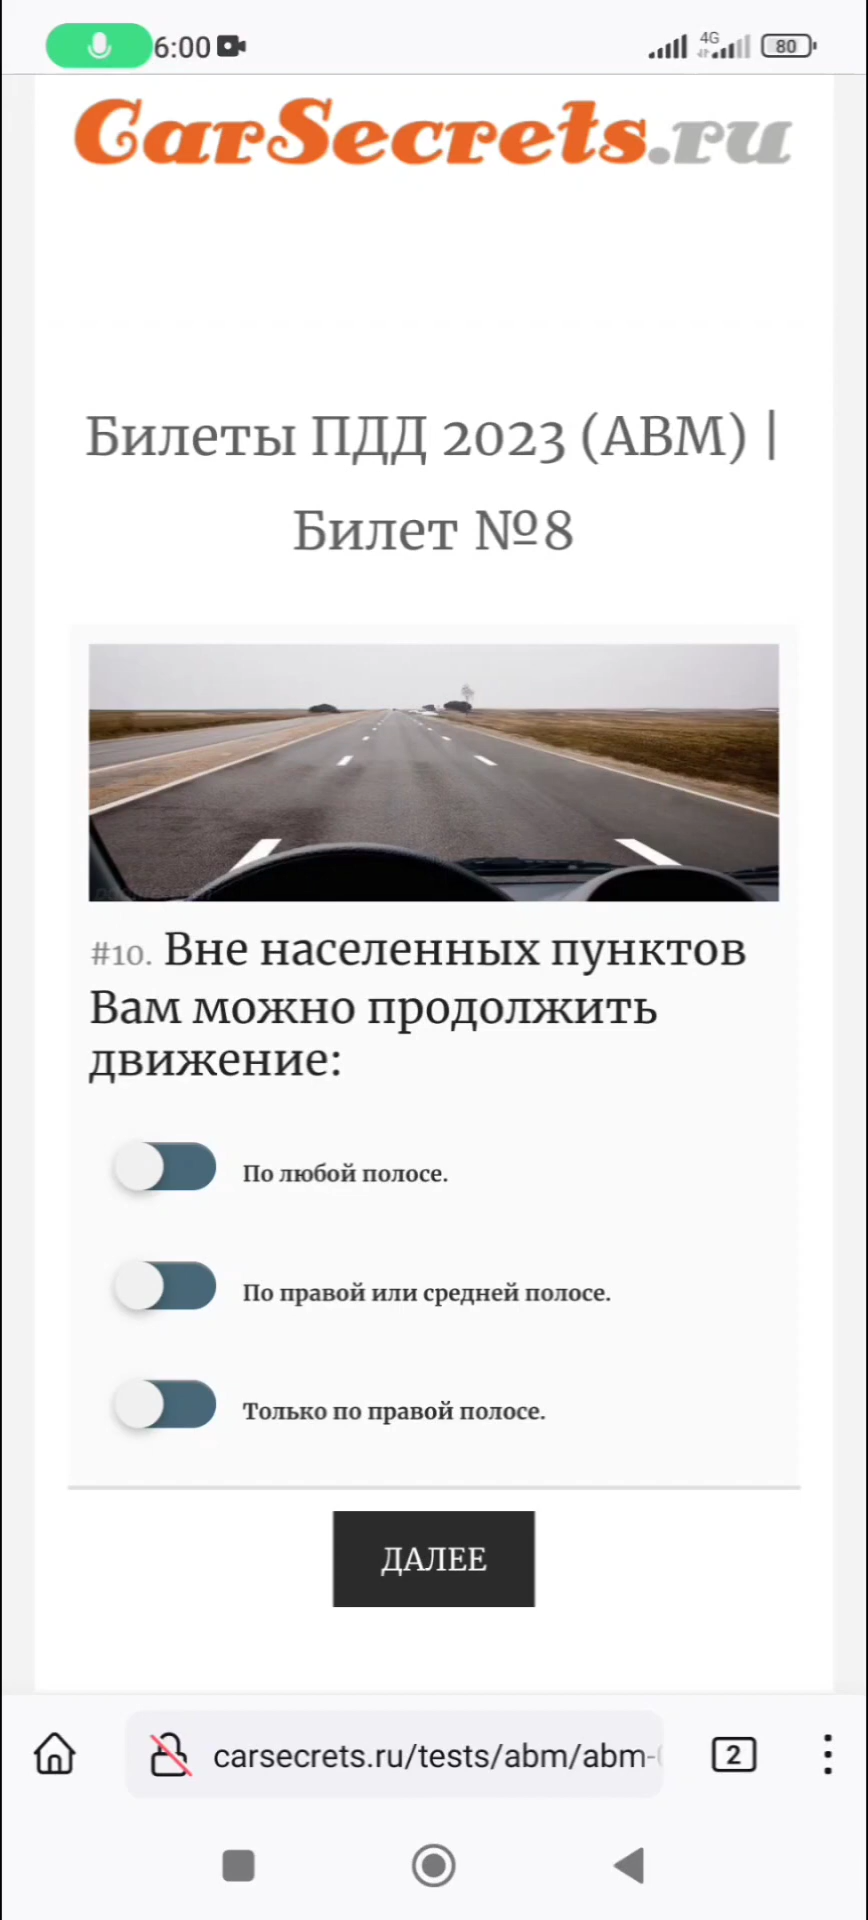 6:00
4G
80
CarSecrets.ru
Билеты ПДД 2023 (АВМ) |
Билет №8
#10. Вне населенных пунктов
Вам можно продолжить
движение:
По любой полосе.
По правой или средней полосе.
Только по правой полосе.
ДАЛЕЕ
carsecrets.ru/tests/abm/abm-
2